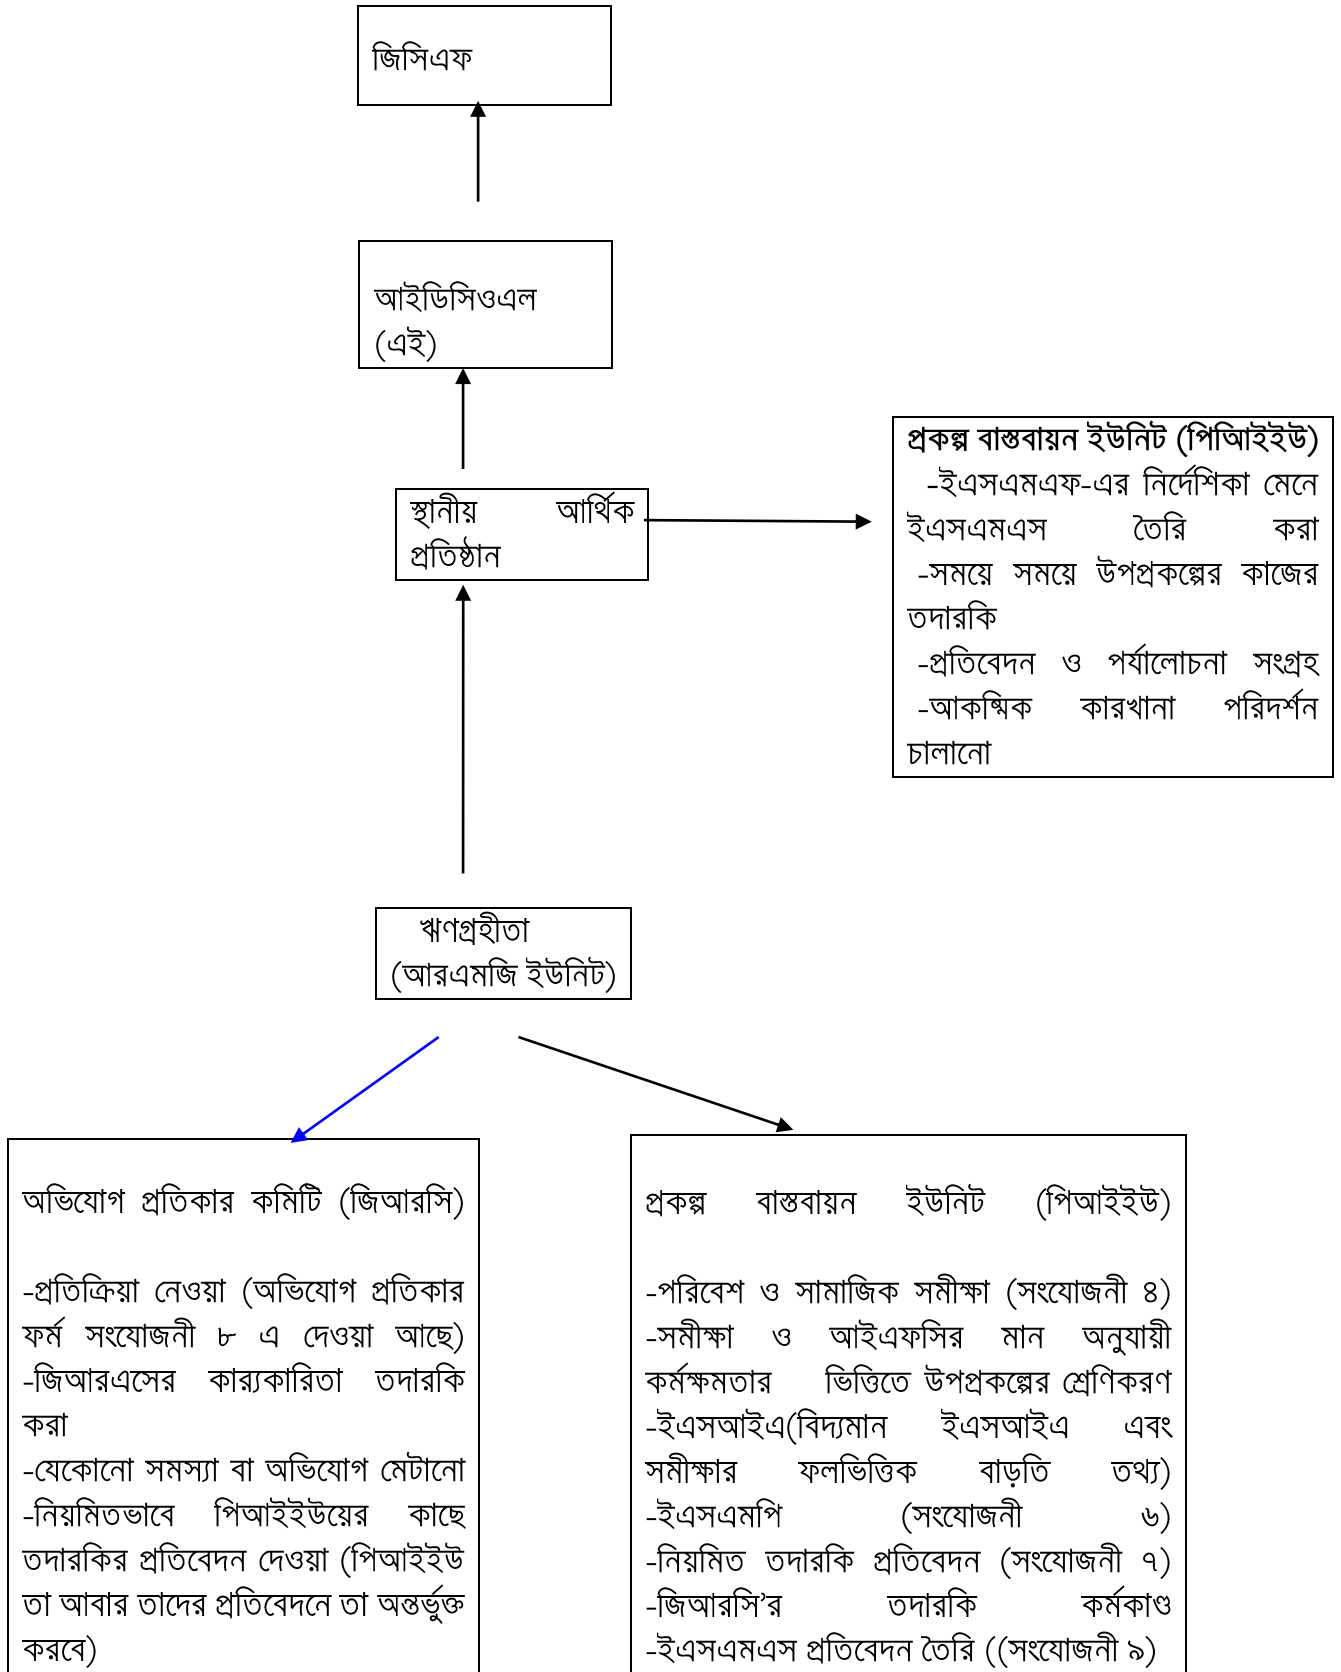 জিসিএফ
আইডিসিওএল
(এই)
স্থানীয় আর্থিক
প্রতিষ্ঠান
প্রকল্প বাস্তবায়ন ইউনিট (পিআিইইউ)
-ইএসএমএফ-এর নির্দেশিকা মেনে
ইএসএমএস তৈরি করা
-সময়ে সময়ে উপপ্রকল্পের কাজের
তদারকি
-প্রতিবেদন ও পর্যালোচনা সংগ্রহ
-আকষ্মিক কারখানা পরিদর্শন
চালানো
ঋণগ্রহীতা
(আরএমজি ইউনিট)
অভিযোগ প্রতিকার কমিটি (জিআরসি)
-প্রতিক্রিয়া নেওয়া (অভিযোগ প্রতিকার
ফর্ম সংযোজনী ৮ এ দেওয়া আছে)
-জিআরএসের কার‌্যকারিতা তদারকি
করা
-যেকোনো সমস্যা বা অভিযোগ মেটানো
-নিয়মিতভাবে পিআইইউয়ের কাছে
তদারকির প্রতিবেদন দেওয়া (পিআইইউ
তা আবার তাদের প্রতিবেদনে তা অন্তর্ভুক্ত
করবে)
প্রকল্প বাস্তবায়ন ইউনিট (পিআইইউ)
-পরিবেশ ও সামাজিক সমীক্ষা (সংযোজনী ৪)
-সমীক্ষা ও আইএফসির মান অনুযায়ী
কর্মক্ষমতার ভিত্তিতে উপপ্রকল্পের শ্রেণিকরণ
-ইএসআইএ(বিদ্যমান ইএসআইএ এবং
সমীক্ষার ফলভিত্তিক বাড়তি তথ্য)
-ইএসএমপি (সংযোজনী ৬)
-নিয়মিত তদারকি প্রতিবেদন (সংযোজনী ৭)
-জিআরসি’র তদারকি কর্মকাণ্ড
-ইএসএমএস প্রতিবেদন তৈরি ((সংযোজনী ৯)